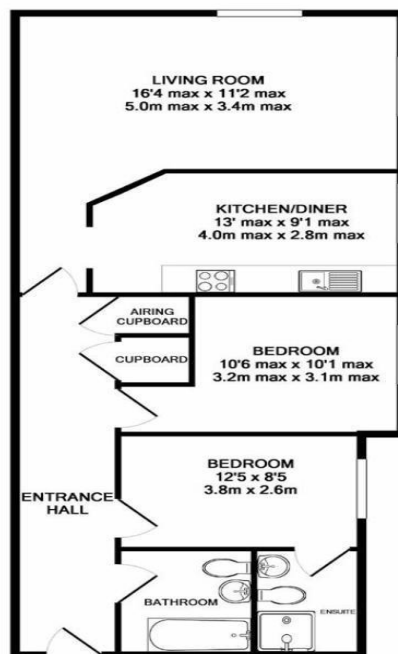 LIVING ROOM
16'4 max x 11'2 max
5.0m max x 3.4m max
KITCHEN/DINER
13' max x 9'1 max
4.0m max x 2.8m max
AIRING
CUPBOARD
CUPBOARD
BEDROOM
10'6 max x 10'1 max
3.2m max x 3.1m max
BEDROOM
12'5 x 8'5
3.8m x 2.6m
ENTRANCE
HALL
BATHROOM
ENSUITE